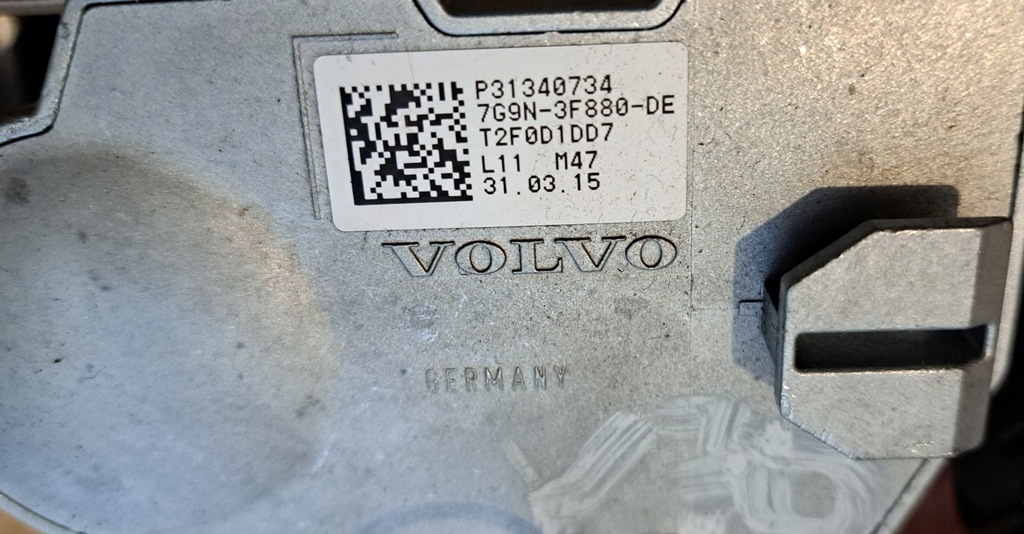 P31340734
7G9N-3F880-DE
T2F0D1DD7
L11 M47
31.03.15
VOLVO
GERMANY